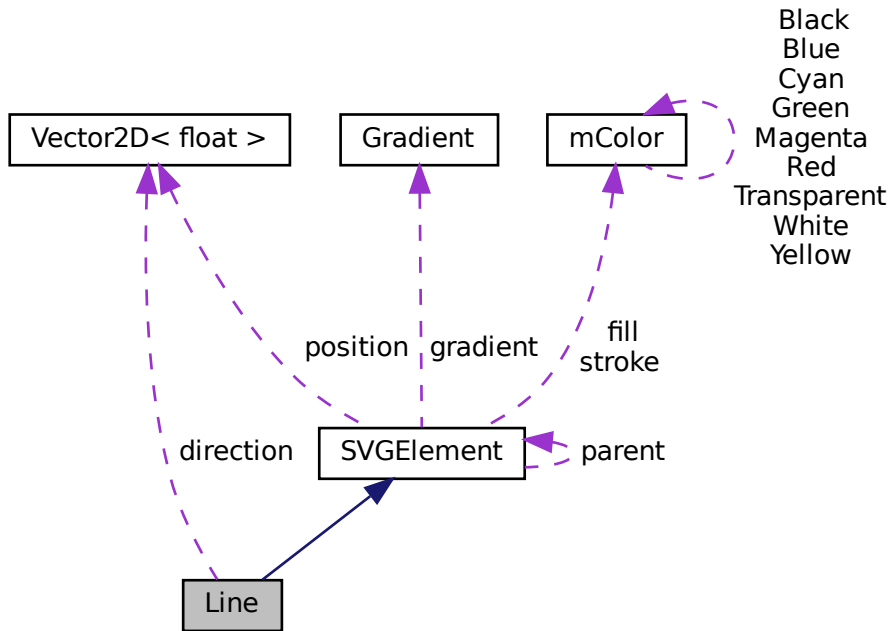 Black
Blue
Cyan
Green
Magenta
Red
Transparent
White
Yellow
Vector2D< float >
Gradient
mColor
position
gradient
fill
stroke
direction
SVGElement
parent
Line